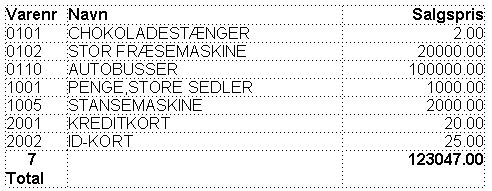 Varenr Navn Salgspris
0101 CHOKOLADESTÆNGER 2.00
0102 STOR FRÆSEMASKINE 20000.00
0110 AUTOBUSSER 100000.00
1001 PENGE,STORE SEDLER 1000.00
1005 STANSEMASKINE 2000.00
2001 KREDITKORT 20.00
2002 ID-KORT 25.00
7 123047.00
Total